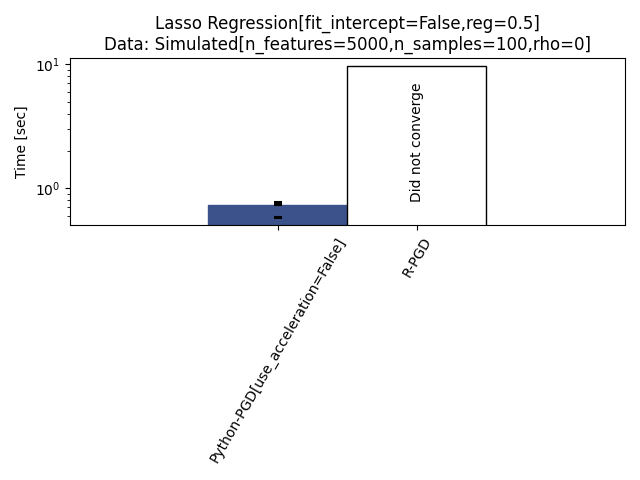 Lasso Regression[fit_intercept=False,reg=0.5]
Data: Simulated[n_features=5000,n_samples=100,rho=0]
Time [sec]
10¹
10⁰
Did not converge
Python-PGD[use_acceleration=False]
R-PGD